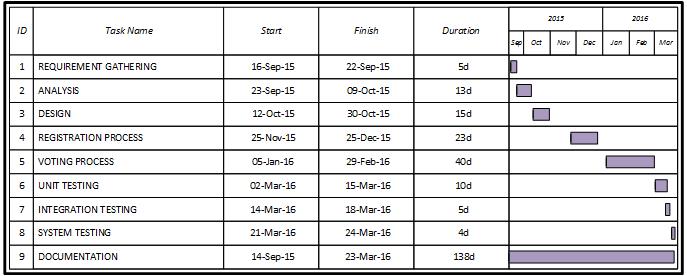 ID Task Name Start Finish Duration 2015 2016
Sep Oct Nov Dec Jan Feb Mar
1 REQUIREMENT GATHERING 16-Sep-15 22-Sep-15 5d
2 ANALYSIS 23-Sep-15 09-Oct-15 13d
3 DESIGN 12-Oct-15 30-Oct-15 15d
4 REGISTRATION PROCESS 25-Nov-15 25-Dec-15 23d
5 VOTING PROCESS 05-Jan-16 29-Feb-16 40d
6 UNIT TESTING 02-Mar-16 15-Mar-16 10d
7 INTEGRATION TESTING 14-Mar-16 18-Mar-16 5d
8 SYSTEM TESTING 21-Mar-16 24-Mar-16 4d
9 DOCUMENTATION 14-Sep-15 23-Mar-16 138d